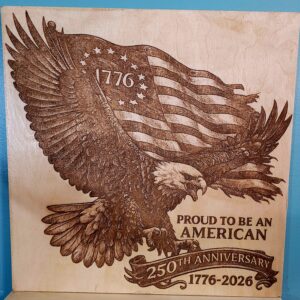 1776
PROUD TO BE AN
AMERICAN
250TH ANNIVERSARY
1776-2026